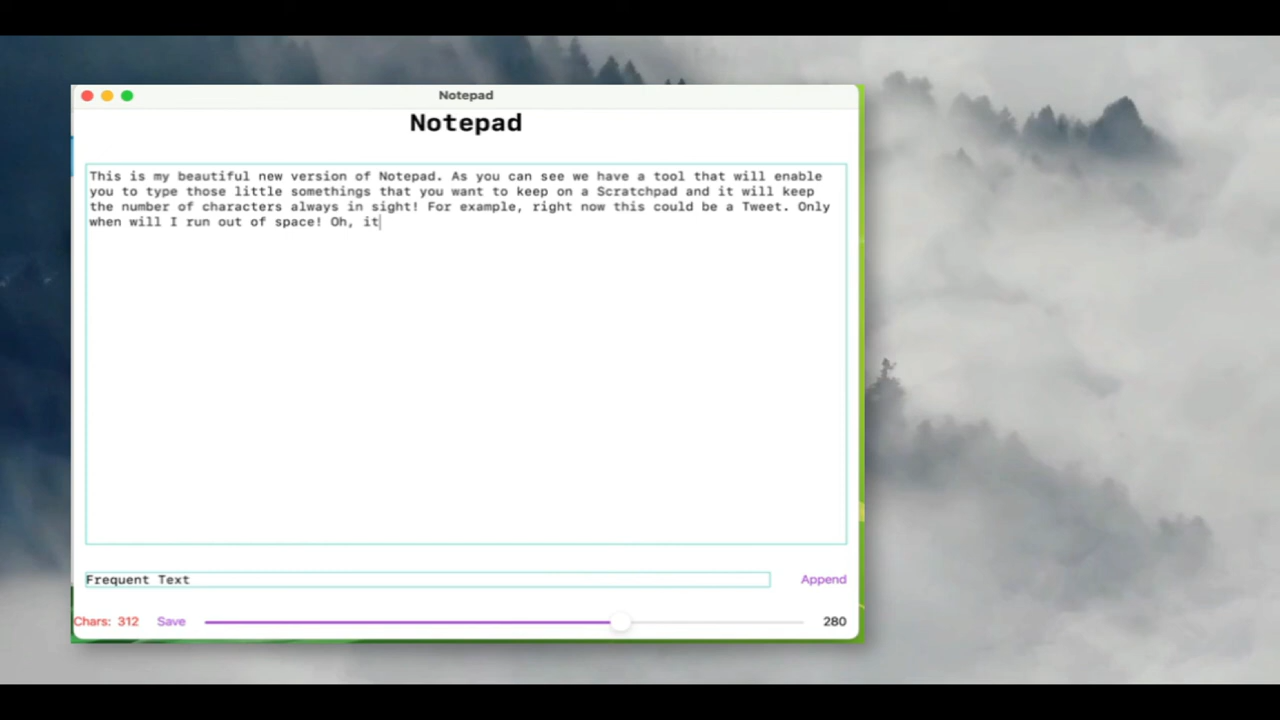 Notepad
Notepad
This is my beautiful new version of Notepad. As you can see we have a tool that will enable
you to type those little somethings that you want to keep on a Scratchpad and it will keep
the number of characters always in sight! For example, right now this could be a Tweet. Only
when will I run out of space! Oh, it
Frequent Text
Append
Chars: 312
Save
280